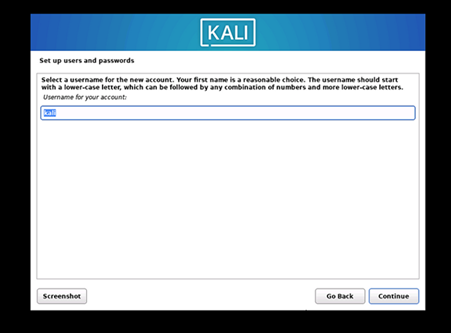 KALI
Set up users and passwords
Select a username for the new account. Your first name is a reasonable choice. The username should start
with a lower-case letter, which can be followed by any combination of numbers and more lower-case letters.
Username for your account:
kali
Screenshot
Go Back
Continue